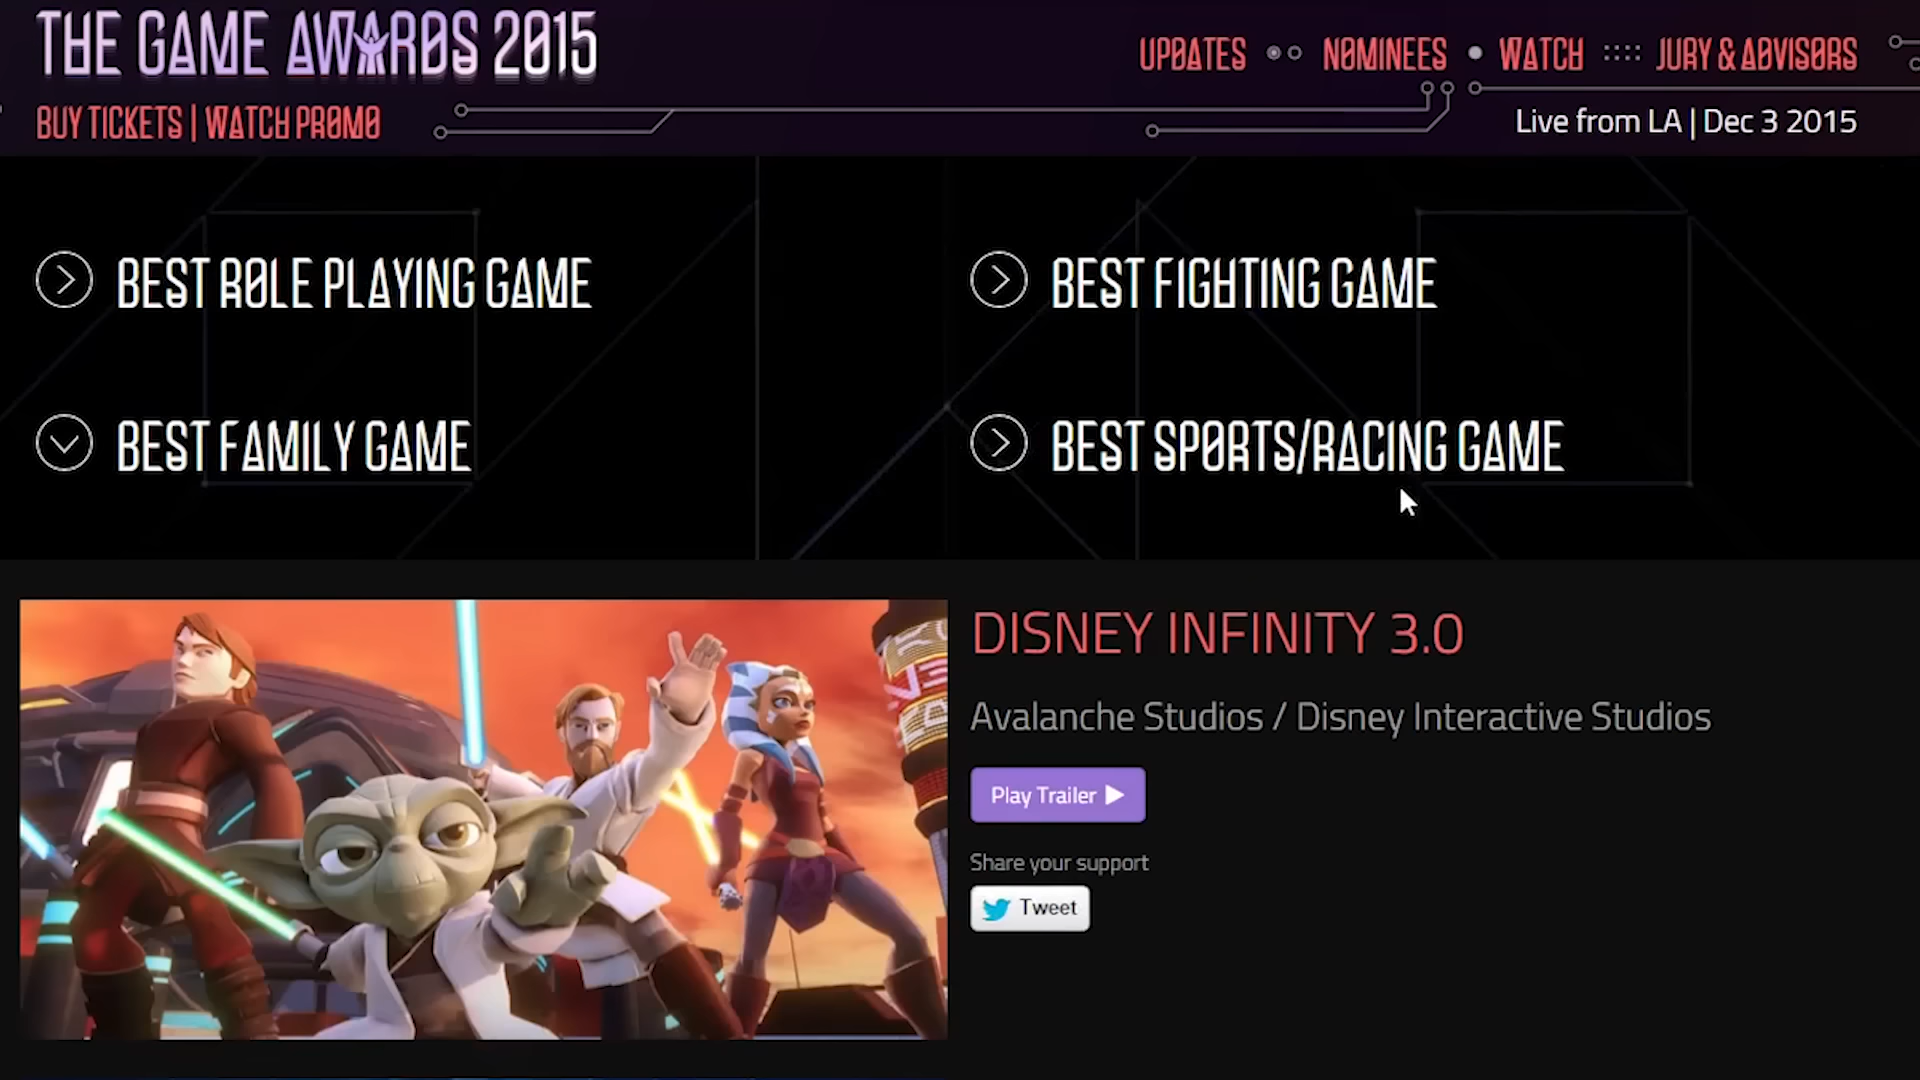 THE GAME AWARDS 2015
UPDATES NOMINEES WATCH JURY & ADVISORS
BUY TICKETS | WATCH PROMO
Live from LA | Dec 3 2015
BEST ROLE PLAYING GAME
BEST FIGHTING GAME
BEST FAMILY GAME
BEST SPORTS/RACING GAME
DISNEY INFINITY 3.0
Avalanche Studios / Disney Interactive Studios
Play Trailer
Share your support
Tweet